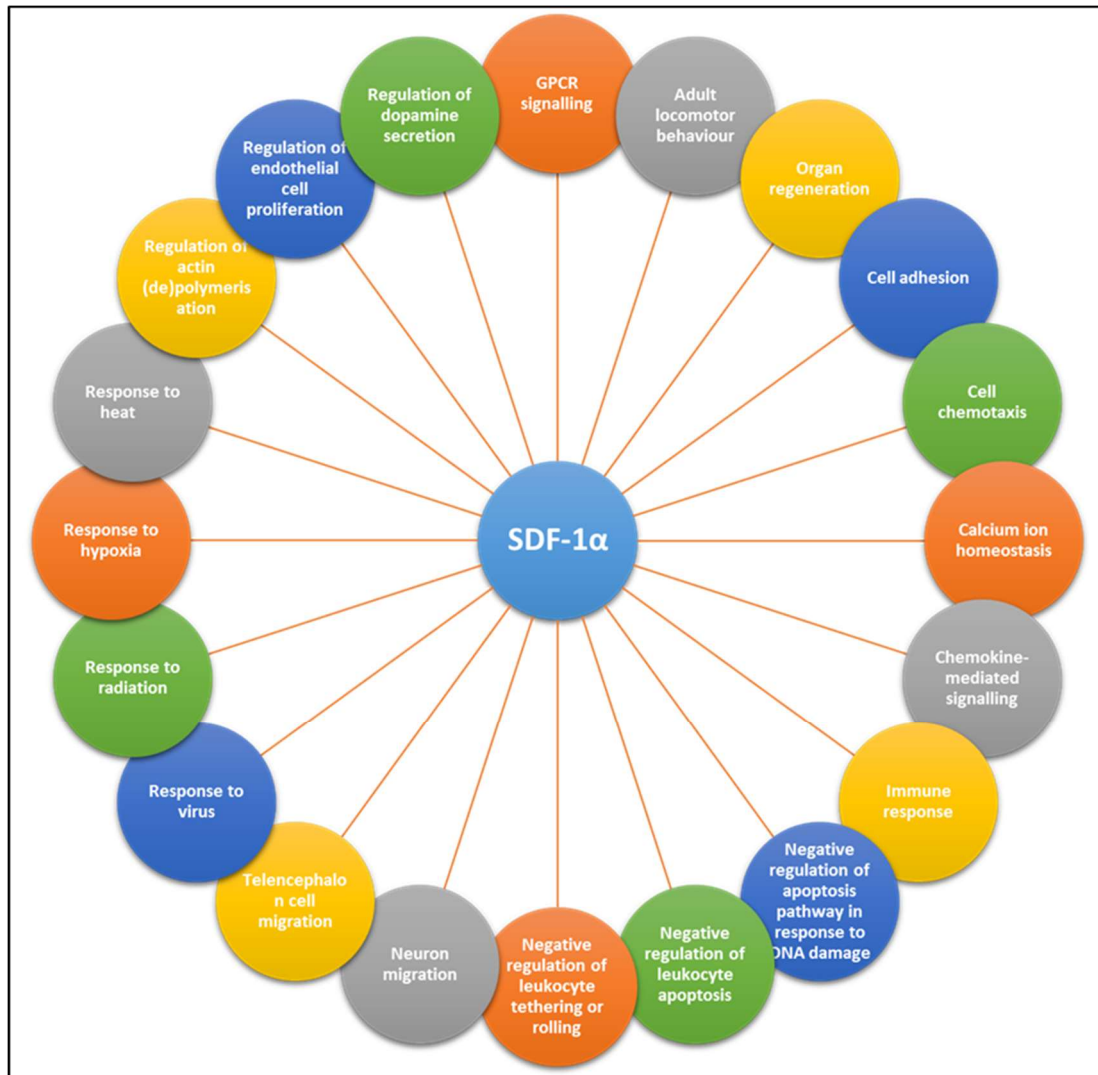 GPCR
signalling
Adult
locomotor
behaviour
Organ
regeneration
Cell adhesion
Cell
chemotaxis
Calcium ion
homeostasis
Chemokine-
mediated
signalling
Immune
response
Negative
regulation of
apoptosis
pathway in
response to
DNA damage
Negative
regulation of
leukocyte
apoptosis
Negative
regulation of
leukocyte
tethering or
rolling
Neuron
migration
Telencephalo
n cell
migration
Response to
virus
Response to
radiation
Response to
hypoxia
Response to
heat
Regulation of
actin
(de)polymeris
ation
Regulation of
endothelial
cell
proliferation
Regulation of
dopamine
secretion
SDF-1α